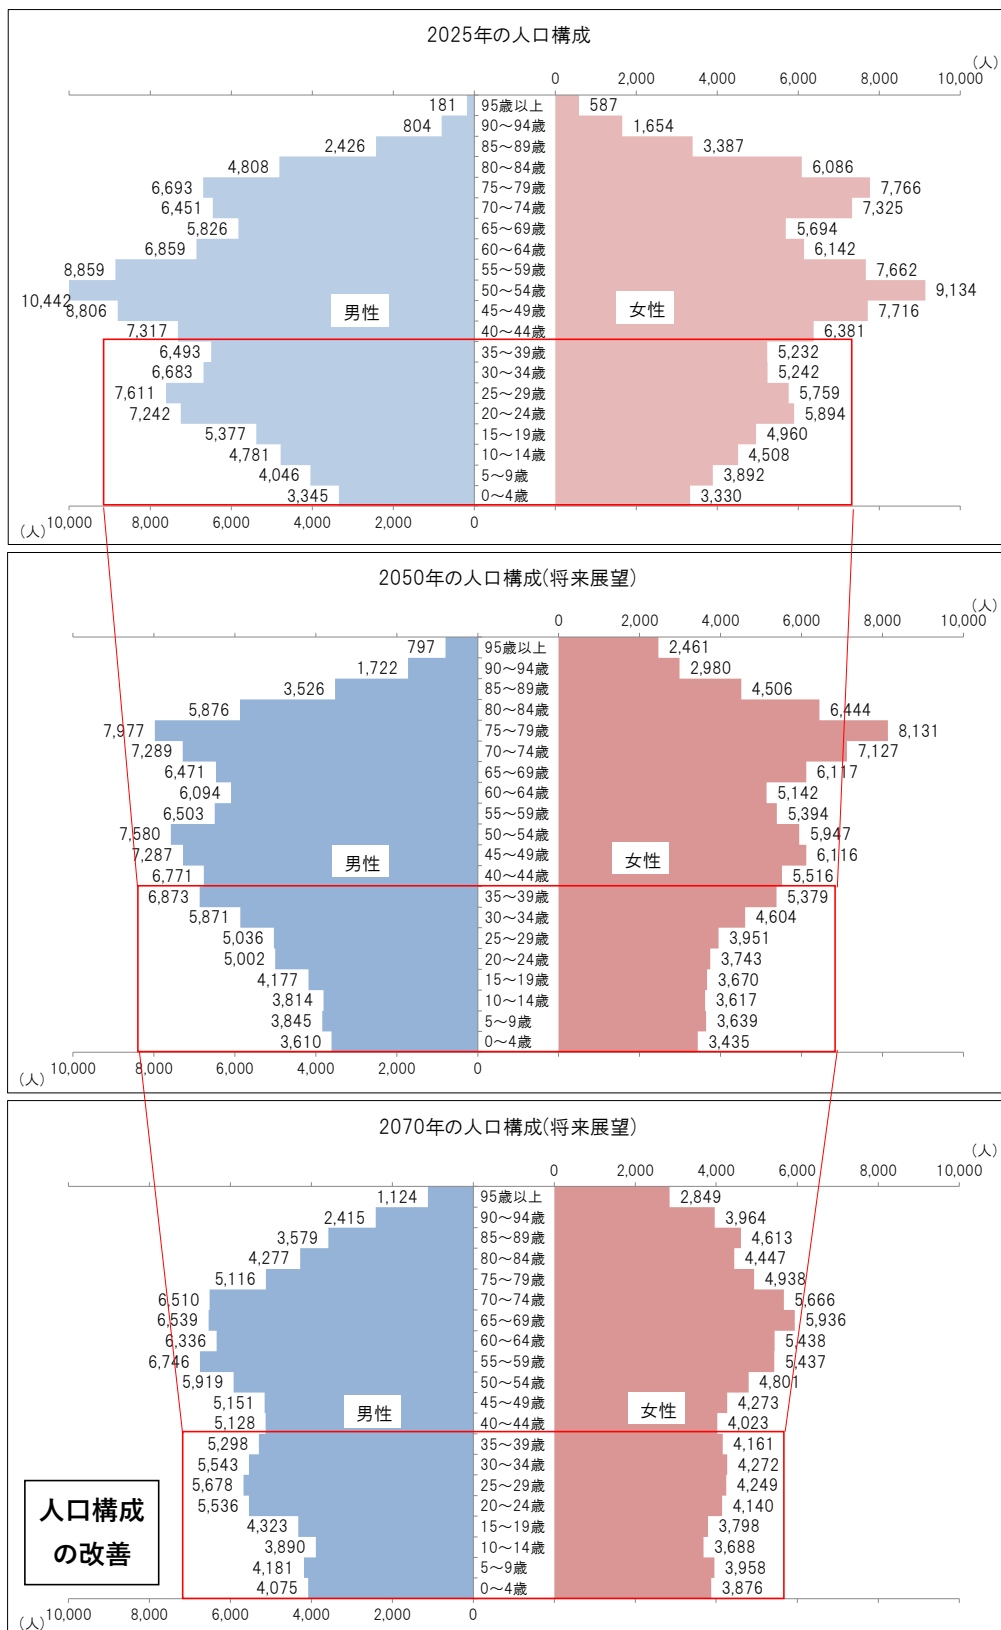 2025年の人口構成
(人)
0 2,000 4,000 6,000 8,000 10,000
181 95歳以上 587
804 90～94歳 1,654
2,426 85～89歳 3,387
4,808 80～84歳 6,086
6,693 75～79歳 7,766
6,451 70～74歳 7,325
5,826 65～69歳 5,694
6,859 60～64歳 6,142
8,859 55～59歳 7,662
10,442 50～54歳 9,134
8,806 男性 45～49歳 女性 7,716
7,317 40～44歳 6,381
6,493 35～39歳 5,232
6,683 30～34歳 5,242
7,611 25～29歳 5,759
7,242 20～24歳 5,894
5,377 15～19歳 4,960
4,781 10～14歳 4,508
4,046 5～9歳 3,892
3,345 0～4歳 3,330
10,000 8,000 6,000 4,000 2,000 0
(人)
2050年の人口構成(将来展望)
(人)
0 2,000 4,000 6,000 8,000 10,000
797 95歳以上 2,461
1,722 90～94歳 2,980
3,526 85～89歳 4,506
5,876 80～84歳 6,444
7,977 75～79歳 8,131
7,289 70～74歳 7,127
6,471 65～69歳 6,117
6,094 60～64歳 5,142
6,503 55～59歳 5,394
7,580 50～54歳 5,947
7,287 男性 45～49歳 女性 6,116
6,771 40～44歳 5,516
6,873 35～39歳 5,379
5,871 30～34歳 4,604
5,036 25～29歳 3,951
5,002 20～24歳 3,743
4,177 15～19歳 3,670
3,814 10～14歳 3,617
3,845 5～9歳 3,639
3,610 0～4歳 3,435
10,000 8,000 6,000 4,000 2,000 0
(人)
2070年の人口構成(将来展望)
(人)
0 2,000 4,000 6,000 8,000 10,000
1,124 95歳以上 2,849
2,415 90～94歳 3,964
3,579 85～89歳 4,613
4,277 80～84歳 4,447
5,116 75～79歳 4,938
6,510 70～74歳 5,666
6,539 65～69歳 5,936
6,336 60～64歳 5,438
6,746 55～59歳 5,437
5,919 50～54歳 4,801
5,151 男性 45～49歳 女性 4,273
5,128 40～44歳 4,023
5,298 35～39歳 4,161
5,543 30～34歳 4,272
5,678 25～29歳 4,249
5,536 20～24歳 4,140
4,323 15～19歳 3,798
3,890 10～14歳 3,688
4,181 5～9歳 3,958
4,075 0～4歳 3,876
人口構成
の改善
10,000 8,000 6,000 4,000 2,000 0
(人)